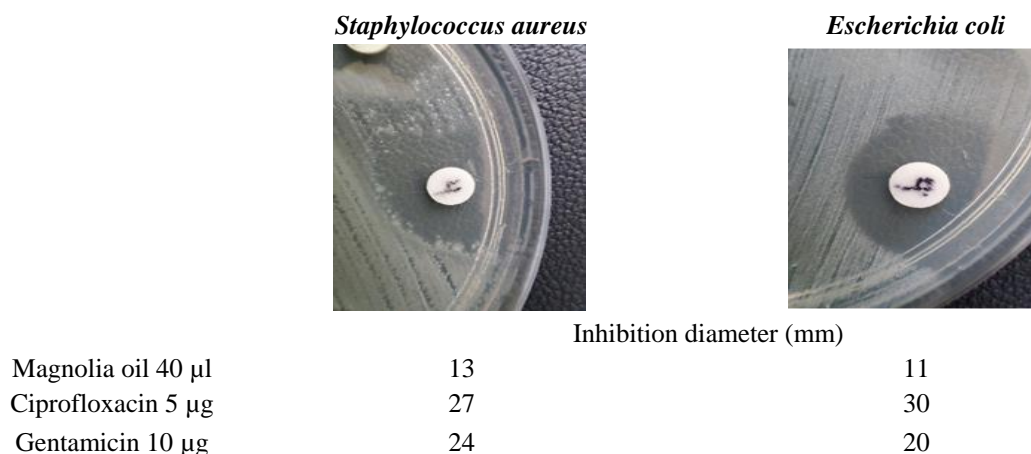 Staphylococcus aureus Escherichia coli
Inhibition diameter (mm)
Magnolia oil 40 µl 13 11
Ciprofloxacin 5 µg 27 30
Gentamicin 10 µg 24 20